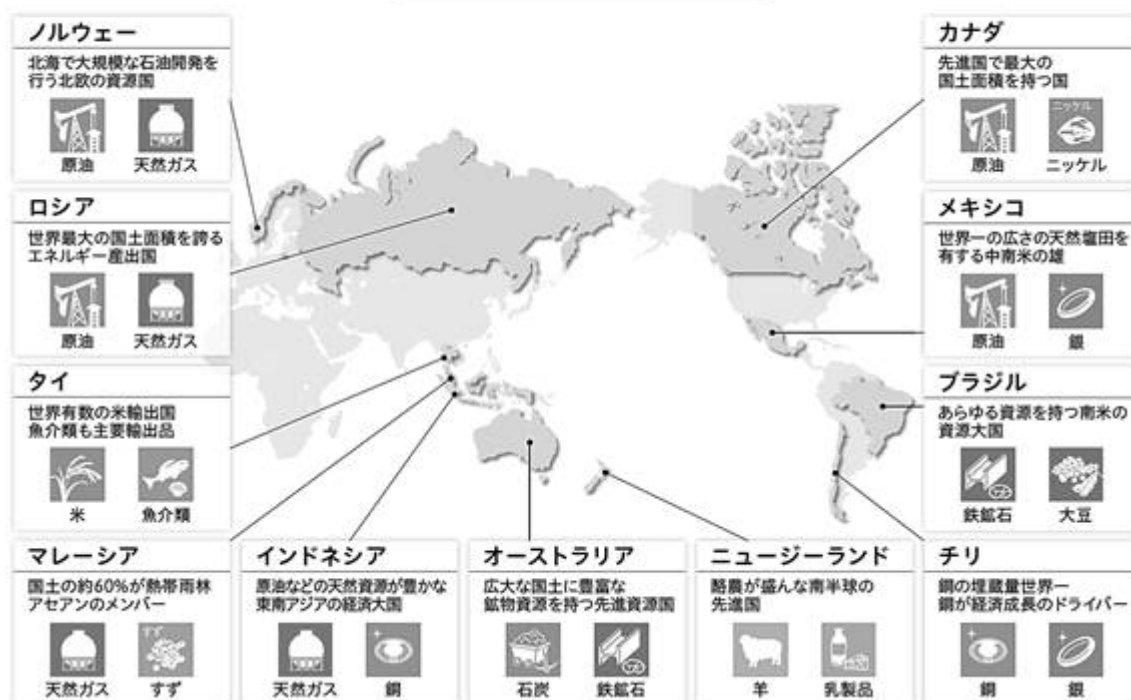 ノルウェー
北海で大規模な石油開発を
行う北欧の資源国
原油
天然ガス
ロシア
世界最大の国土面積を誇る
エネルギー産出国
原油
天然ガス
タイ
世界有数の米輸出国
魚介類も主要輸出品
米
魚介類
マレーシア
国土の約60%が熱帯雨林
アセアンのメンバー
天然ガス
すず
すず
インドネシア
原油などの天然資源が豊かな
東南アジアの経済大国
天然ガス
銅
オーストラリア
広大な国土に豊富な
鉱物資源を持つ先進資源国
石炭
鉄鉱石
ニュージーランド
酪農が盛んな南半球の
先進国
羊
乳製品
チリ
銅の埋蔵量世界一
銅が経済成長のドライバー
銅
銀
ブラジル
あらゆる資源を持つ南米の
資源大国
鉄鉱石
大豆
メキシコ
世界一の広さの天然塩田を
有する中南米の雄
原油
銀
カナダ
先進国で最大の
国土面積を持つ国
原油
ニッケル
ニッケル